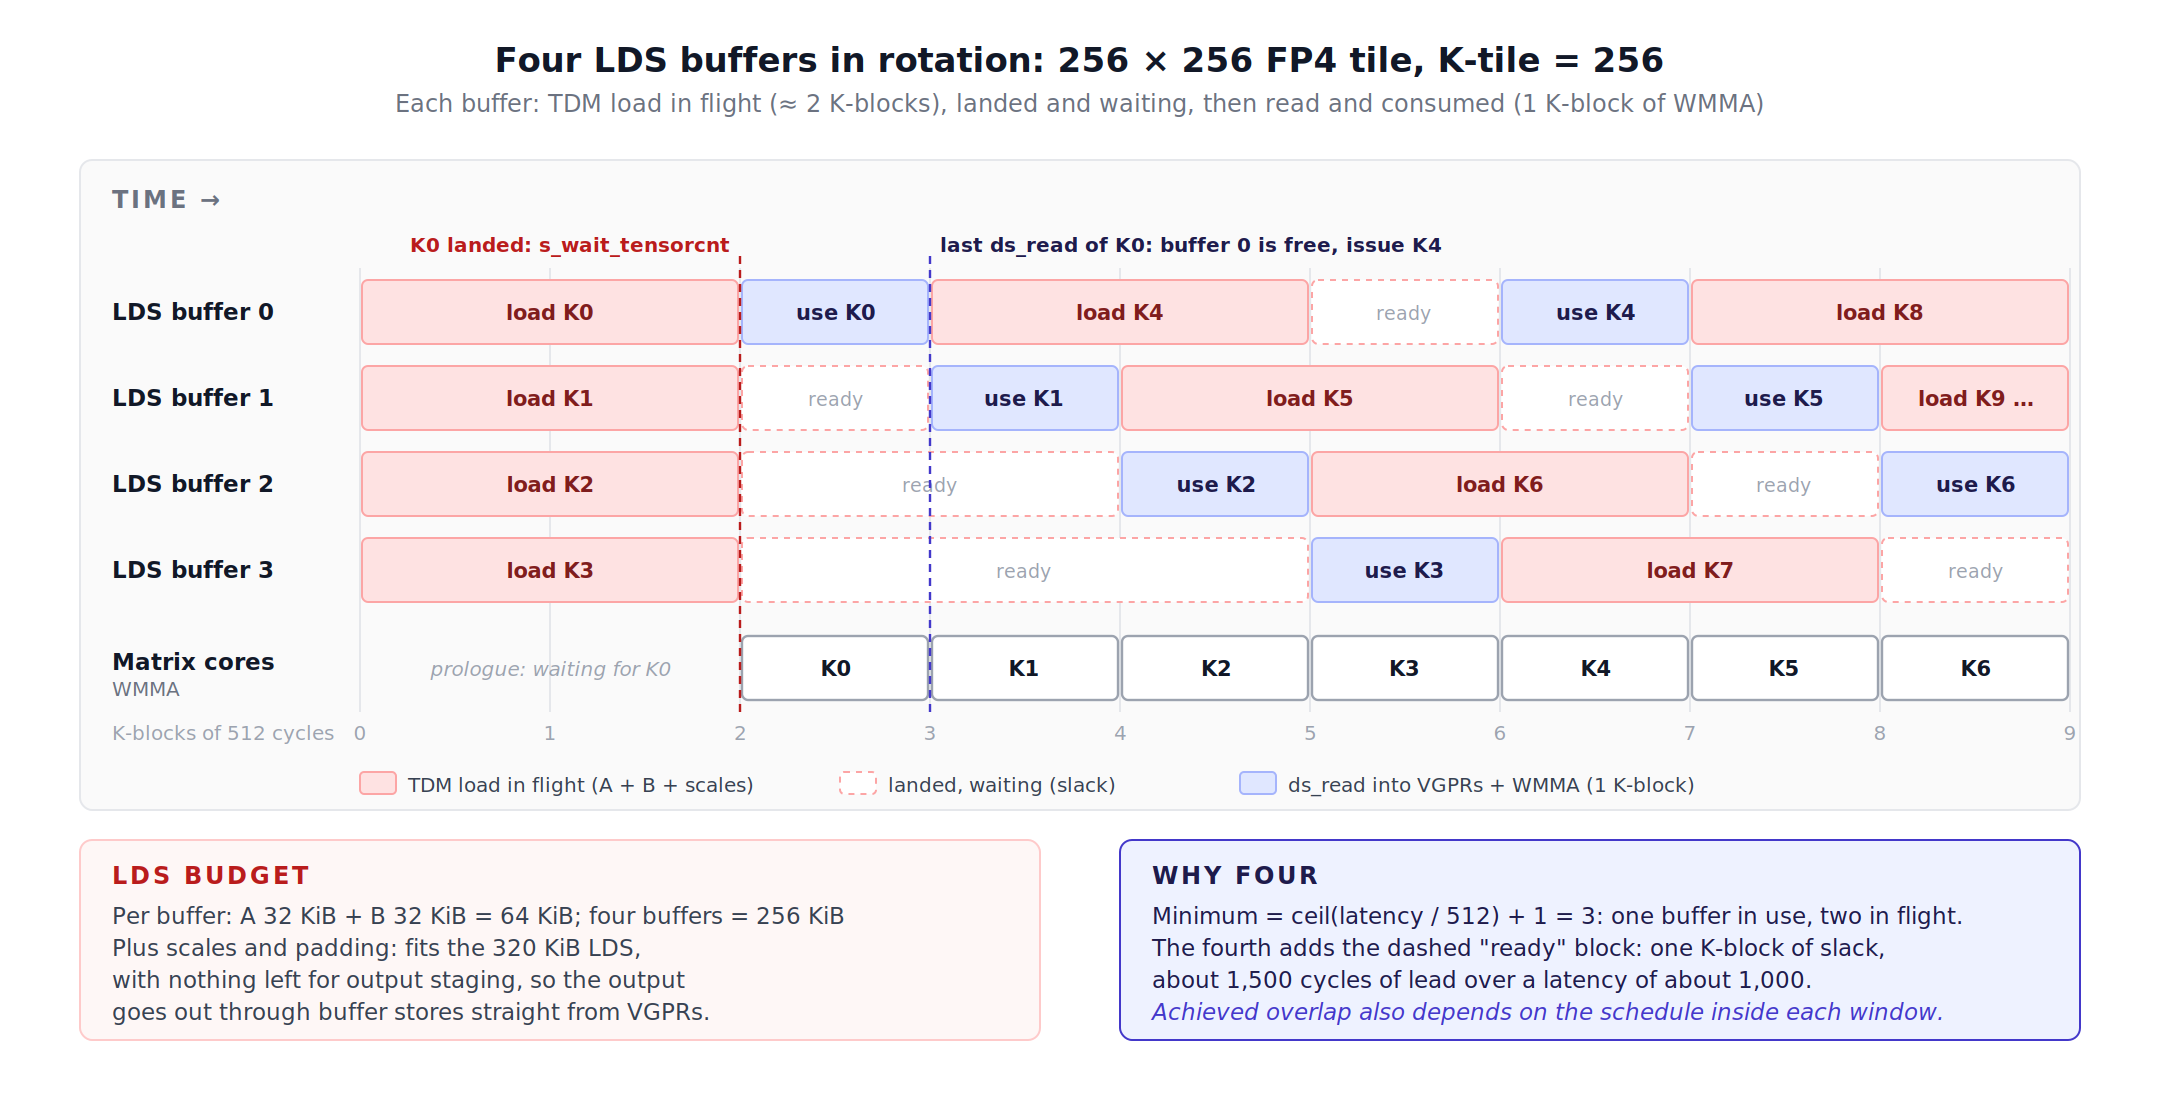 Four LDS buffers in rotation: 256 × 256 FP4 tile, K-tile = 256
Each buffer: TDM load in flight (≈ 2 K-blocks), landed and waiting, then read and consumed (1 K-block of WMMA)
TIME →
K0 landed: s_wait_tensorcnt
last ds_read of K0: buffer 0 is free, issue K4
LDS buffer 0
load K0
use K0
load K4
ready
use K4
load K8
LDS buffer 1
load K1
ready
use K1
load K5
ready
use K5
load K9 ...
LDS buffer 2
load K2
ready
use K2
load K6
ready
use K6
LDS buffer 3
load K3
ready
use K3
load K7
ready
Matrix cores
WMMA
prologue: waiting for K0
K0
K1
K2
K3
K4
K5
K6
K-blocks of 512 cycles
0
1
2
3
4
5
6
7
8
9
TDM load in flight (A + B + scales)
landed, waiting (slack)
ds_read into VGPRs + WMMA (1 K-block)
LDS BUDGET
Per buffer: A 32 KiB + B 32 KiB = 64 KiB; four buffers = 256 KiB
Plus scales and padding: fits the 320 KiB LDS,
with nothing left for output staging, so the output
goes out through buffer stores straight from VGPRs.
WHY FOUR
Minimum = ceil(latency / 512) + 1 = 3: one buffer in use, two in flight.
The fourth adds the dashed "ready" block: one K-block of slack,
about 1,500 cycles of lead over a latency of about 1,000.
Achieved overlap also depends on the schedule inside each window.